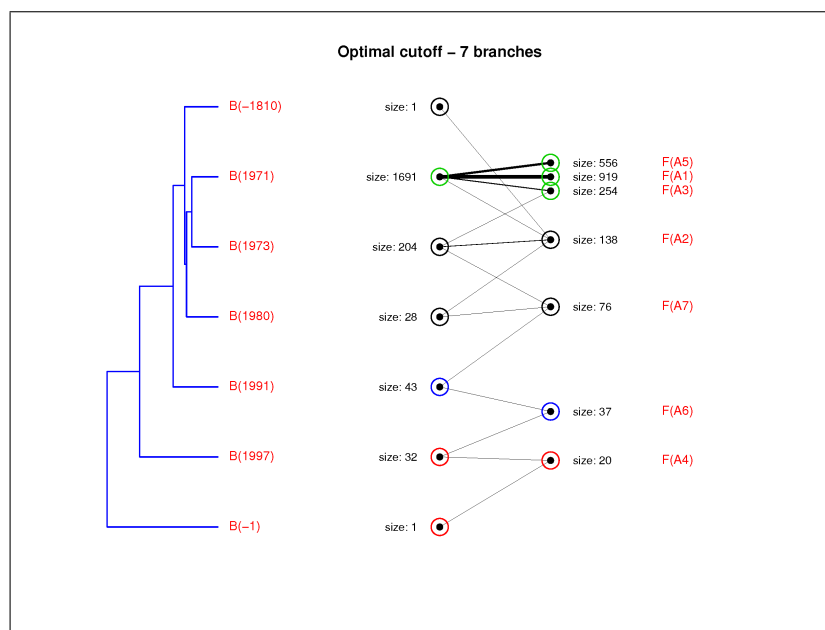 Optimal cutoff – 7 branches
B(−1810) size: 1
size: 556 F(A5)
B(1971) size: 1691 size: 919 F(A1)
size: 254 F(A3)
B(1973) size: 204 size: 138 F(A2)
size: 76 F(A7)
B(1980) size: 28
B(1991) size: 43
size: 37 F(A6)
B(1997) size: 32 size: 20 F(A4)
B(−1) size: 1